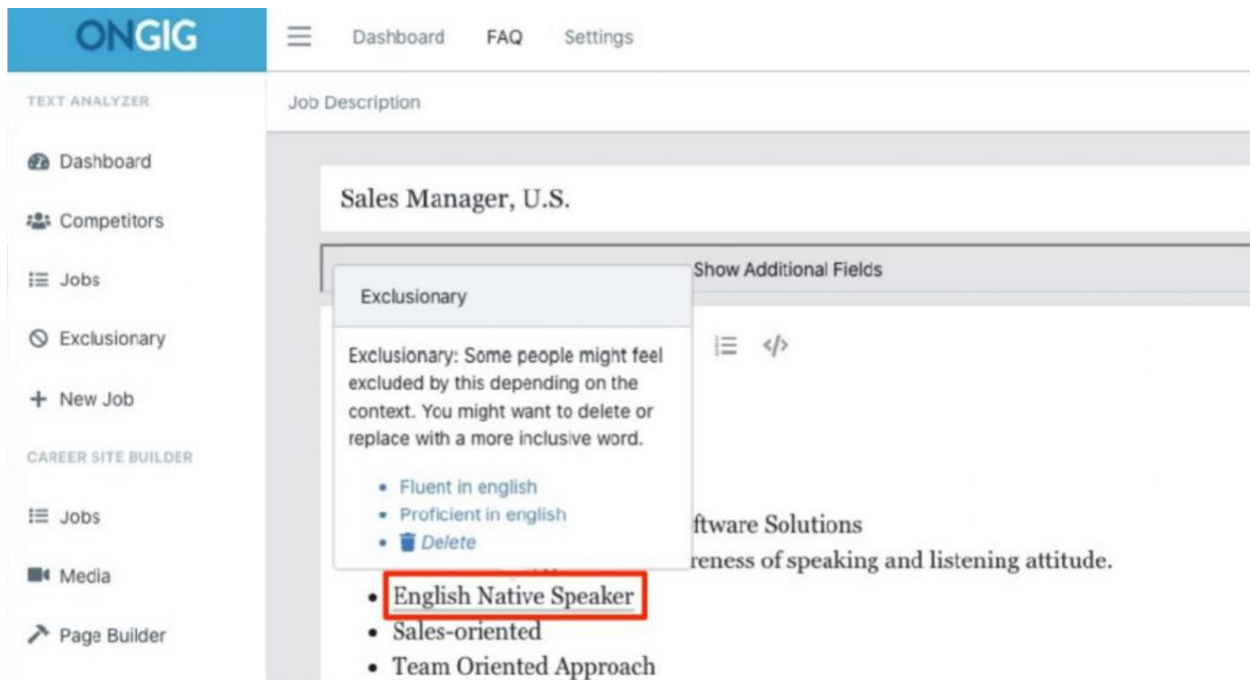 ONGIG
Dashboard FAQ Settings
TEXT ANALYZER
Job Description
Dashboard
Competitors
Jobs
Exclusionary
New Job
CAREER SITE BUILDER
Jobs
Media
Page Builder
Sales Manager, U.S.
Show Additional Fields
Exclusionary
Exclusionary: Some people might feel
excluded by this depending on the
context. You might want to delete or
replace with a more inclusive word.
Fluent in english
Proficient in english
Delete
ftware Solutions
reness of speaking and listening attitude.
English Native Speaker
Sales-oriented
Team Oriented Approach